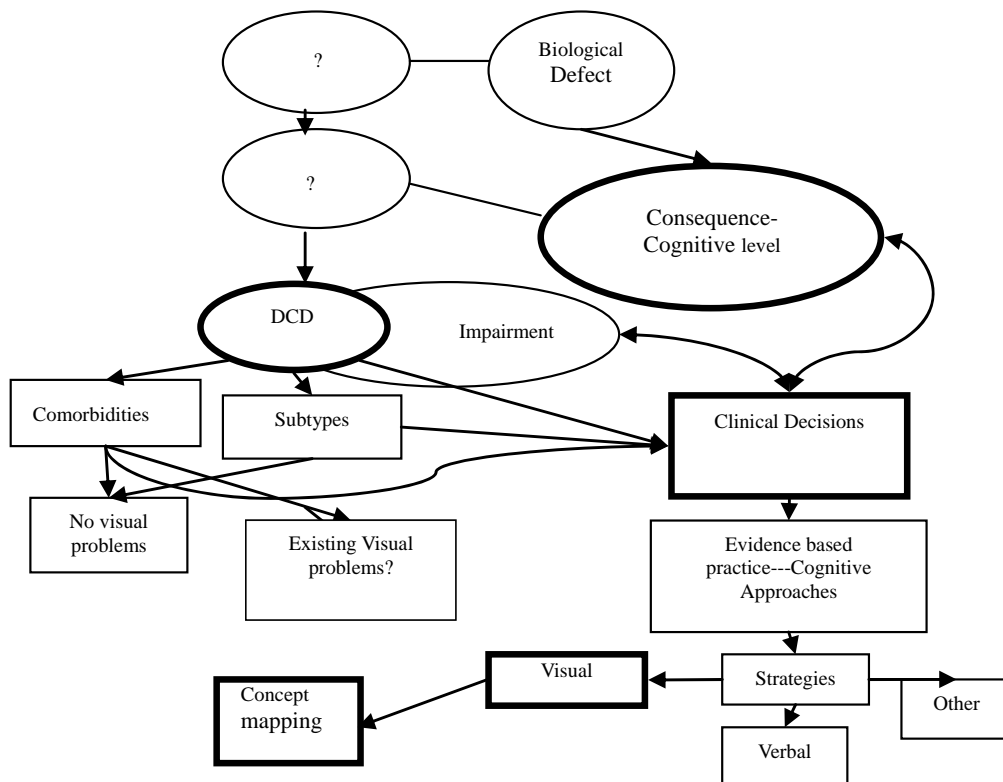 ?
Biological
Defect
?
Consequence-
Cognitive level
DCD
Impairment
Comorbidities
Subtypes
Clinical Decisions
No visual
problems
Existing Visual
problems?
Evidence based
practice---Cognitive
Approaches
Visual
Strategies
Other
Concept
mapping
Verbal